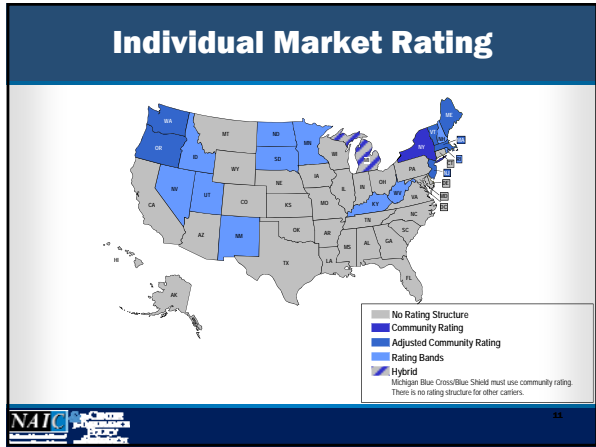 Individual Market Rating
WA
MT
ND
MN
ME
VT
NH
OR
ID
SD
WI
MI
NY
WY
IA
PA
NE
NV
UT
IL
IN
OH
CO
WV
VA
CA
KS
MO
KY
NC
TN
AZ
NM
OK
AR
SC
MS
AL
GA
TX
LA
FL
HI
AK
No Rating Structure
Community Rating
Adjusted Community Rating
Rating Bands
Hybrid
Michigan Blue Cross/Blue Shield must use community rating.
There is no rating structure for other carriers.
NAIC